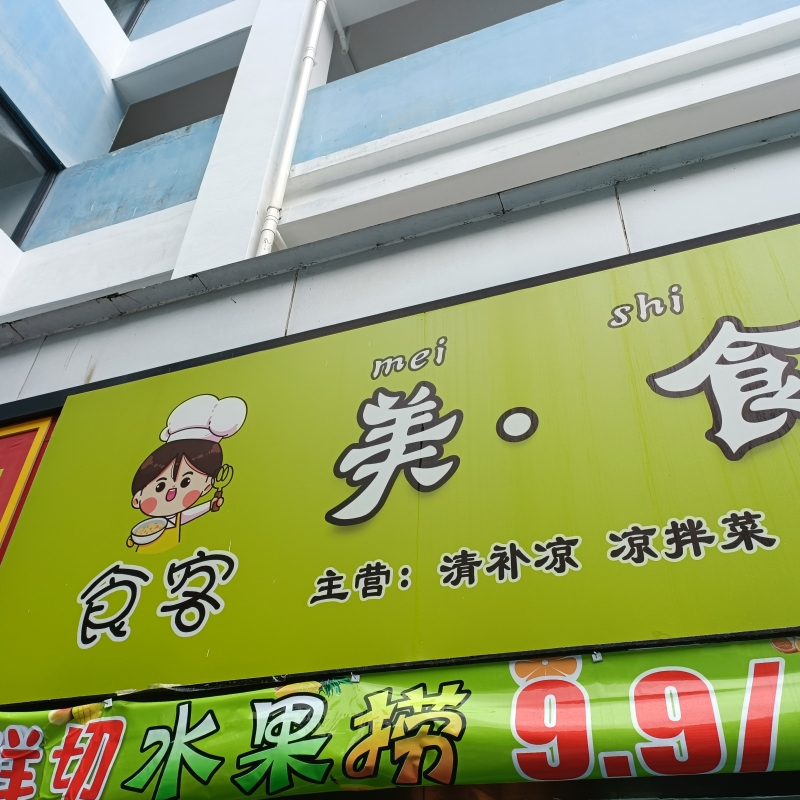 mei shi
美·食
食客
主营：清补凉 凉拌菜
鲜切水果捞 9.9/